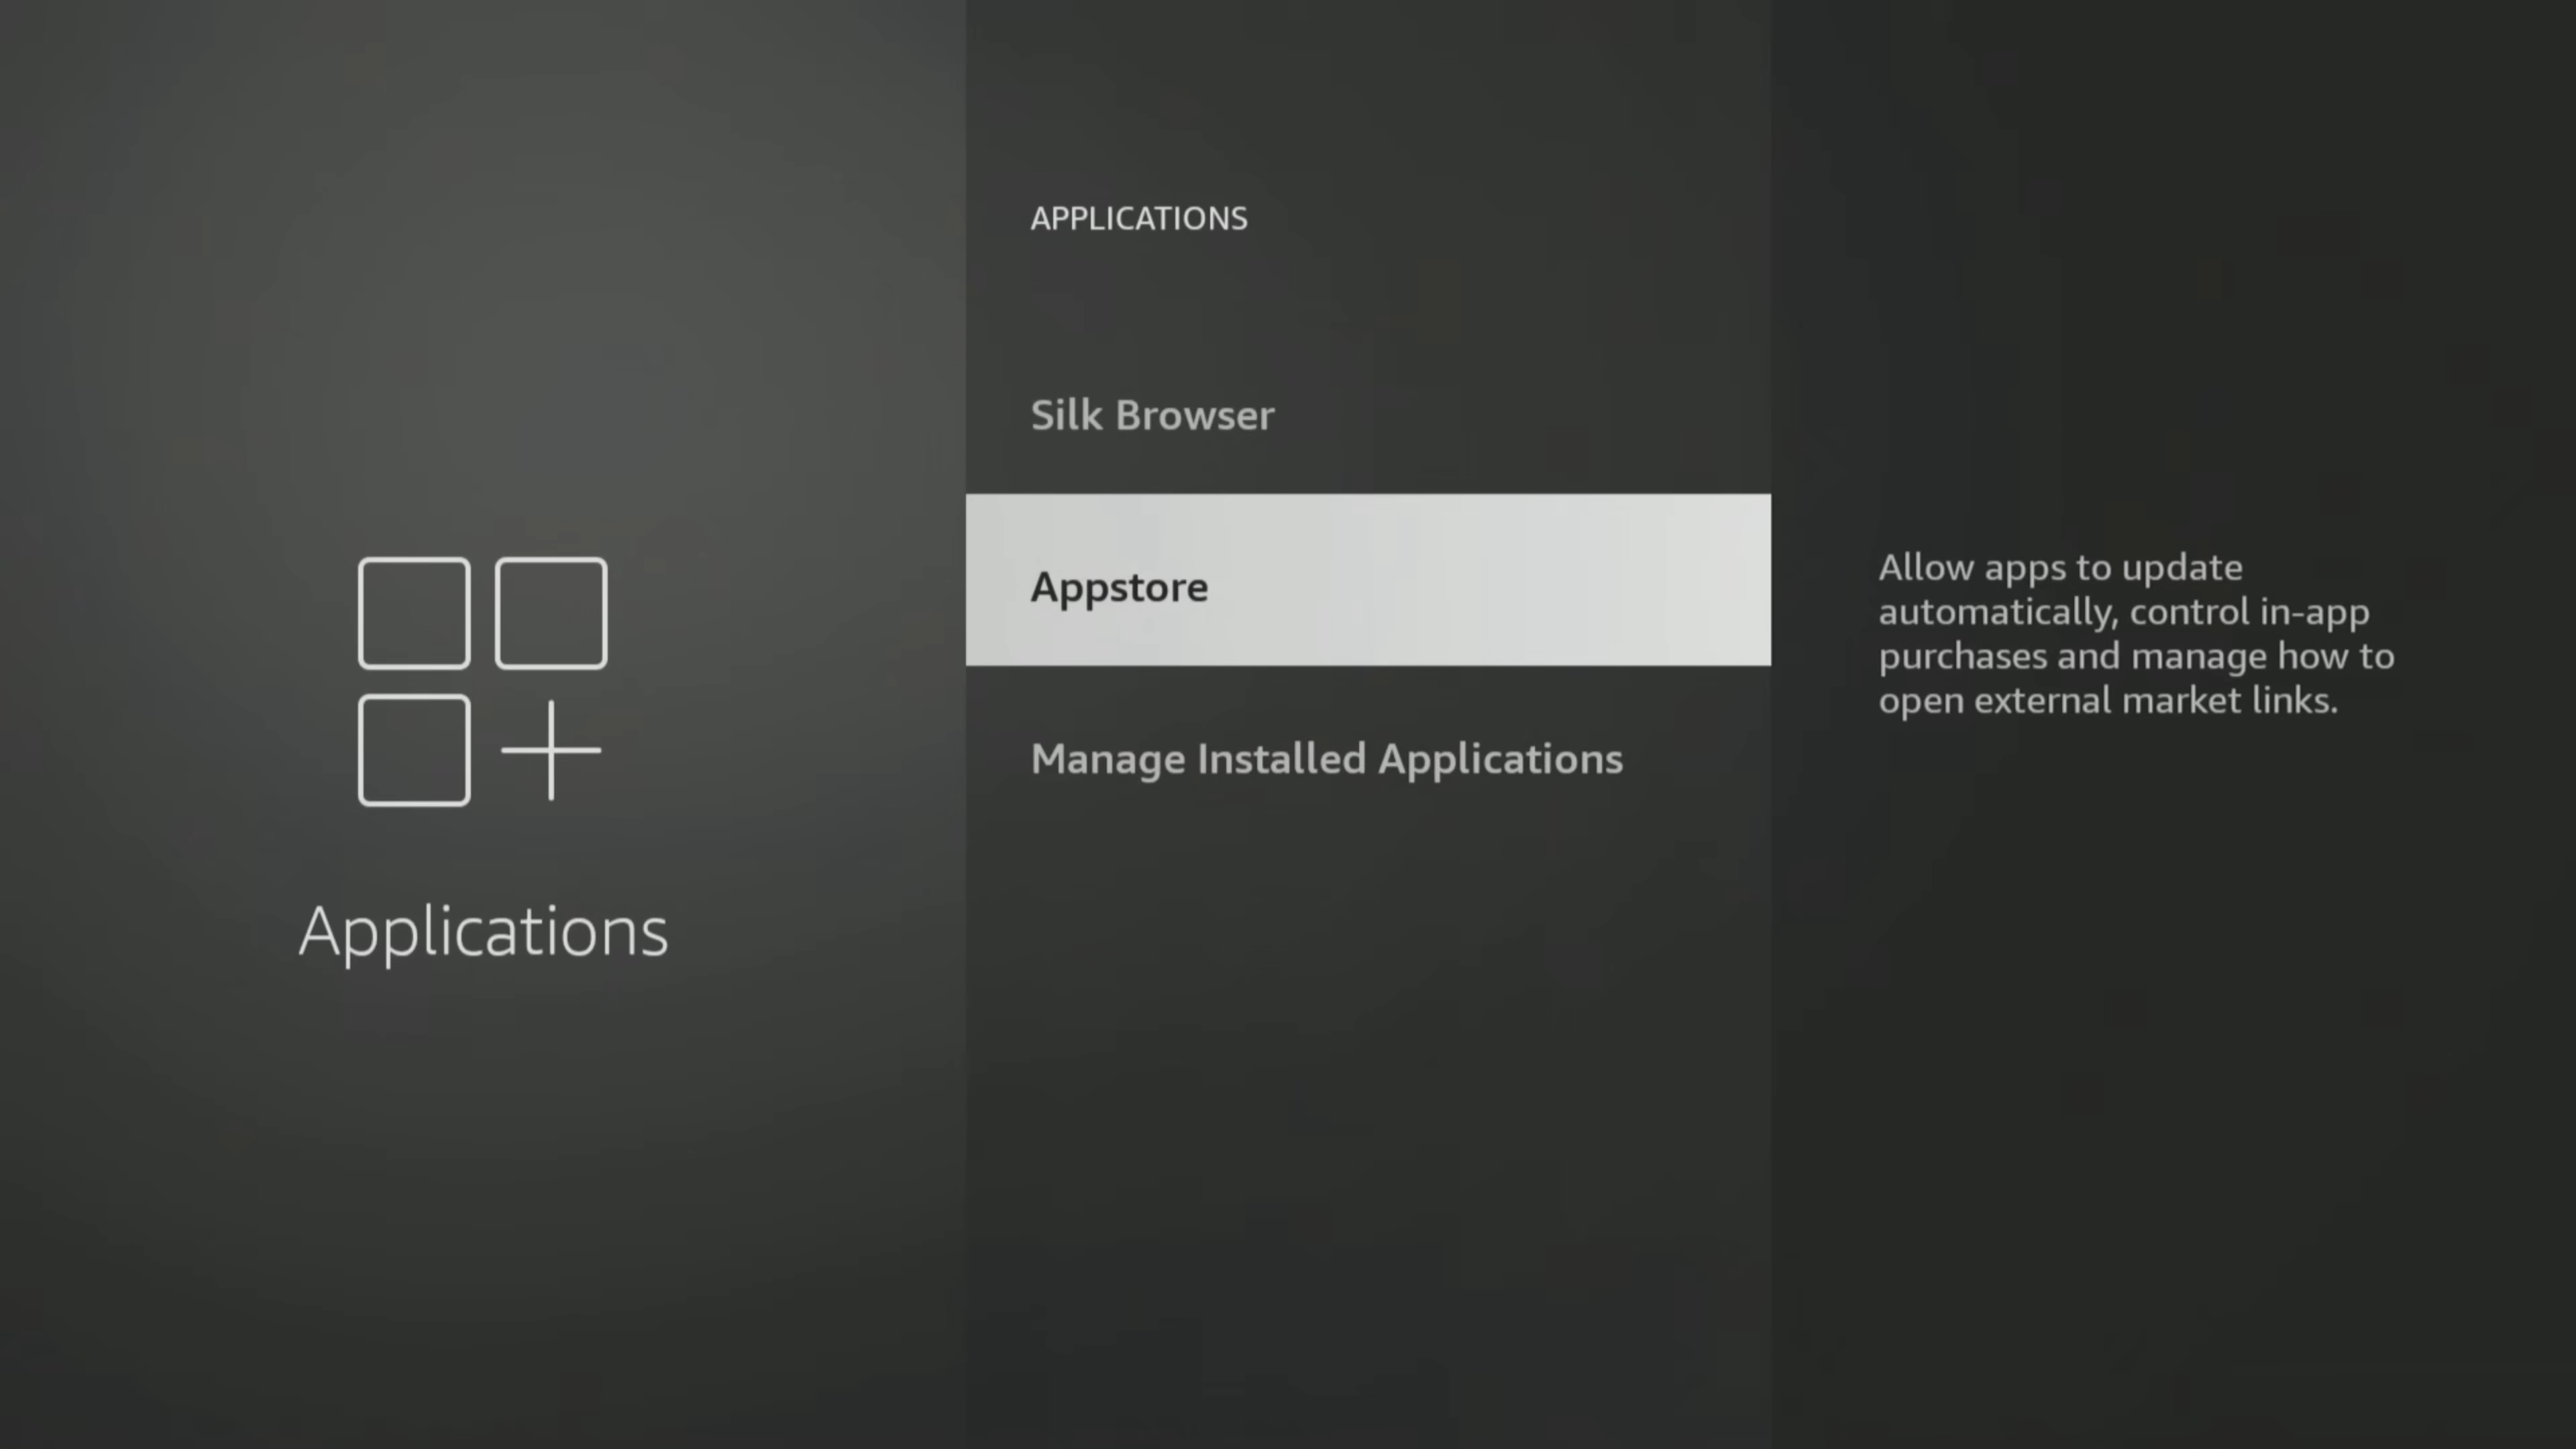 APPLICATIONS
Silk Browser
Appstore
Manage Installed Applications
Applications
Allow apps to update
automatically, control in-app
purchases and manage how to
open external market links.